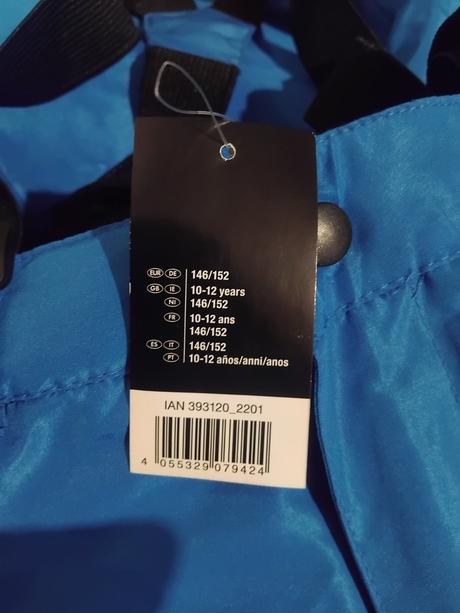 EUR DE 146/152
GB IE 10-12 years
NI 146/152
FR 10-12 ans
146/152
ES IT 146/152
PT 10-12 años/anni/anos
IAN 393120_2201
4 055329 079424